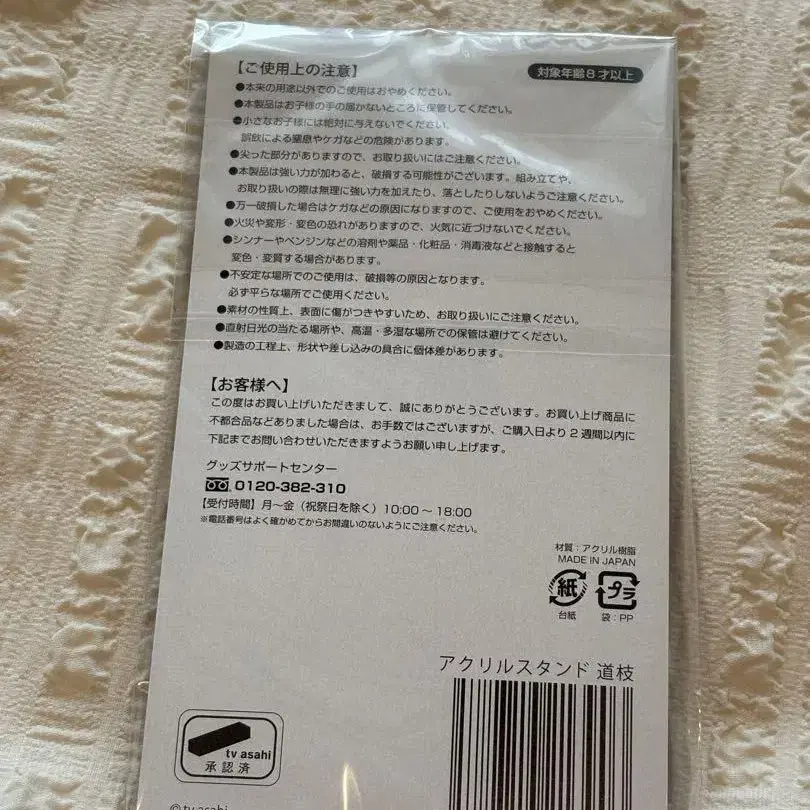 【ご使用上の注意】
対象年齢8才以上
●本来の用途以外でのご使用はおやめください。
●本製品はお子様の手の届かないところに保管してください。
●小さなお子様には絶対に与えないでください。
誤飲による窒息やケガなどの危険があります。
●尖った部分がありますので、お取り扱いにはご注意ください。
●本製品は強い力が加わると、破損する可能性がございます。組み立てや、
お取り扱いの際は無理に強い力を加えたり、落としたりしないようご注意ください。
●万一破損した場合はケガなどの原因になりますので、ご使用をおやめください。
●火災や変形・変色の恐れがありますので、火気に近づけないでください。
●シンナーやベンジンなどの溶剤や薬品・化粧品・消毒液などと接触すると
変色・変質する場合があります。
●不安定な場所でのご使用は、破損等の原因となります。
必ず平らな場所でご使用ください。
●素材の性質上、表面に傷がつきやすいため、お取り扱いにご注意ください。
●直射日光の当たる場所や、高温・多湿な場所での保管は避けてください。
●製造の工程上、形状や差し込みの具合に個体差があります。
【お客様へ】
この度はお買い上げいただきまして、誠にありがとうございます。お買い上げ商品に
不都合品などありました場合は、お手数ではございますが、ご購入日より2週間以内に
下記までお問い合わせいただきますようお願い申し上げます。
グッズサポートセンター
0120-382-310
【受付時間】月〜金（祝祭日を除く）10:00〜18:00
※電話番号はよく確かめてからお間違いのないようにご注意ください。
材質：アクリル樹脂
MADE IN JAPAN
紙
プラ
台紙
袋：PP
アクリルスタンド 道枝
tv asahi
承認済
©tv asahi